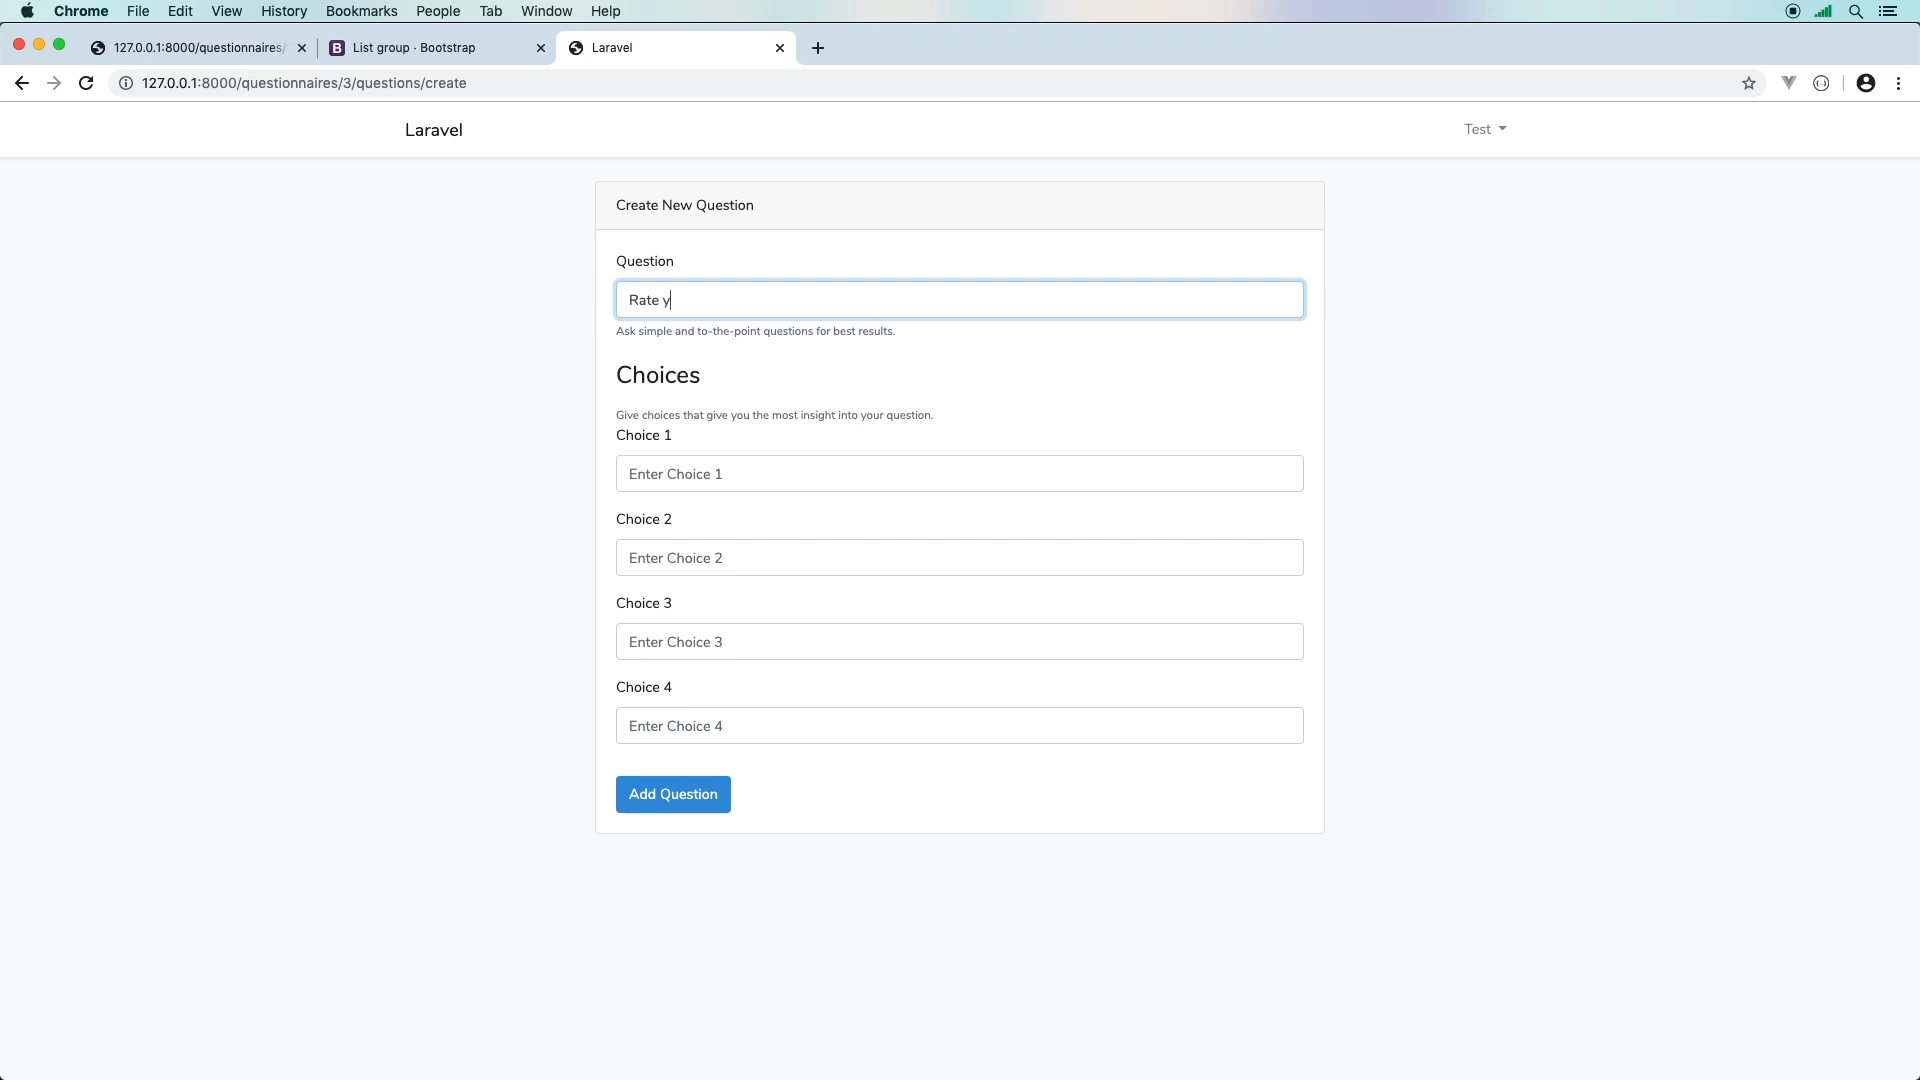 Chrome File Edit View History Bookmarks People Tab Window Help
127.0.0.1:8000/questionnaires/ List group · Bootstrap Laravel
127.0.0.1:8000/questionnaires/3/questions/create
Laravel Test
Create New Question
Question
Rate y
Ask simple and to-the-point questions for best results.
Choices
Give choices that give you the most insight into your question.
Choice 1
Enter Choice 1
Choice 2
Enter Choice 2
Choice 3
Enter Choice 3
Choice 4
Enter Choice 4
Add Question